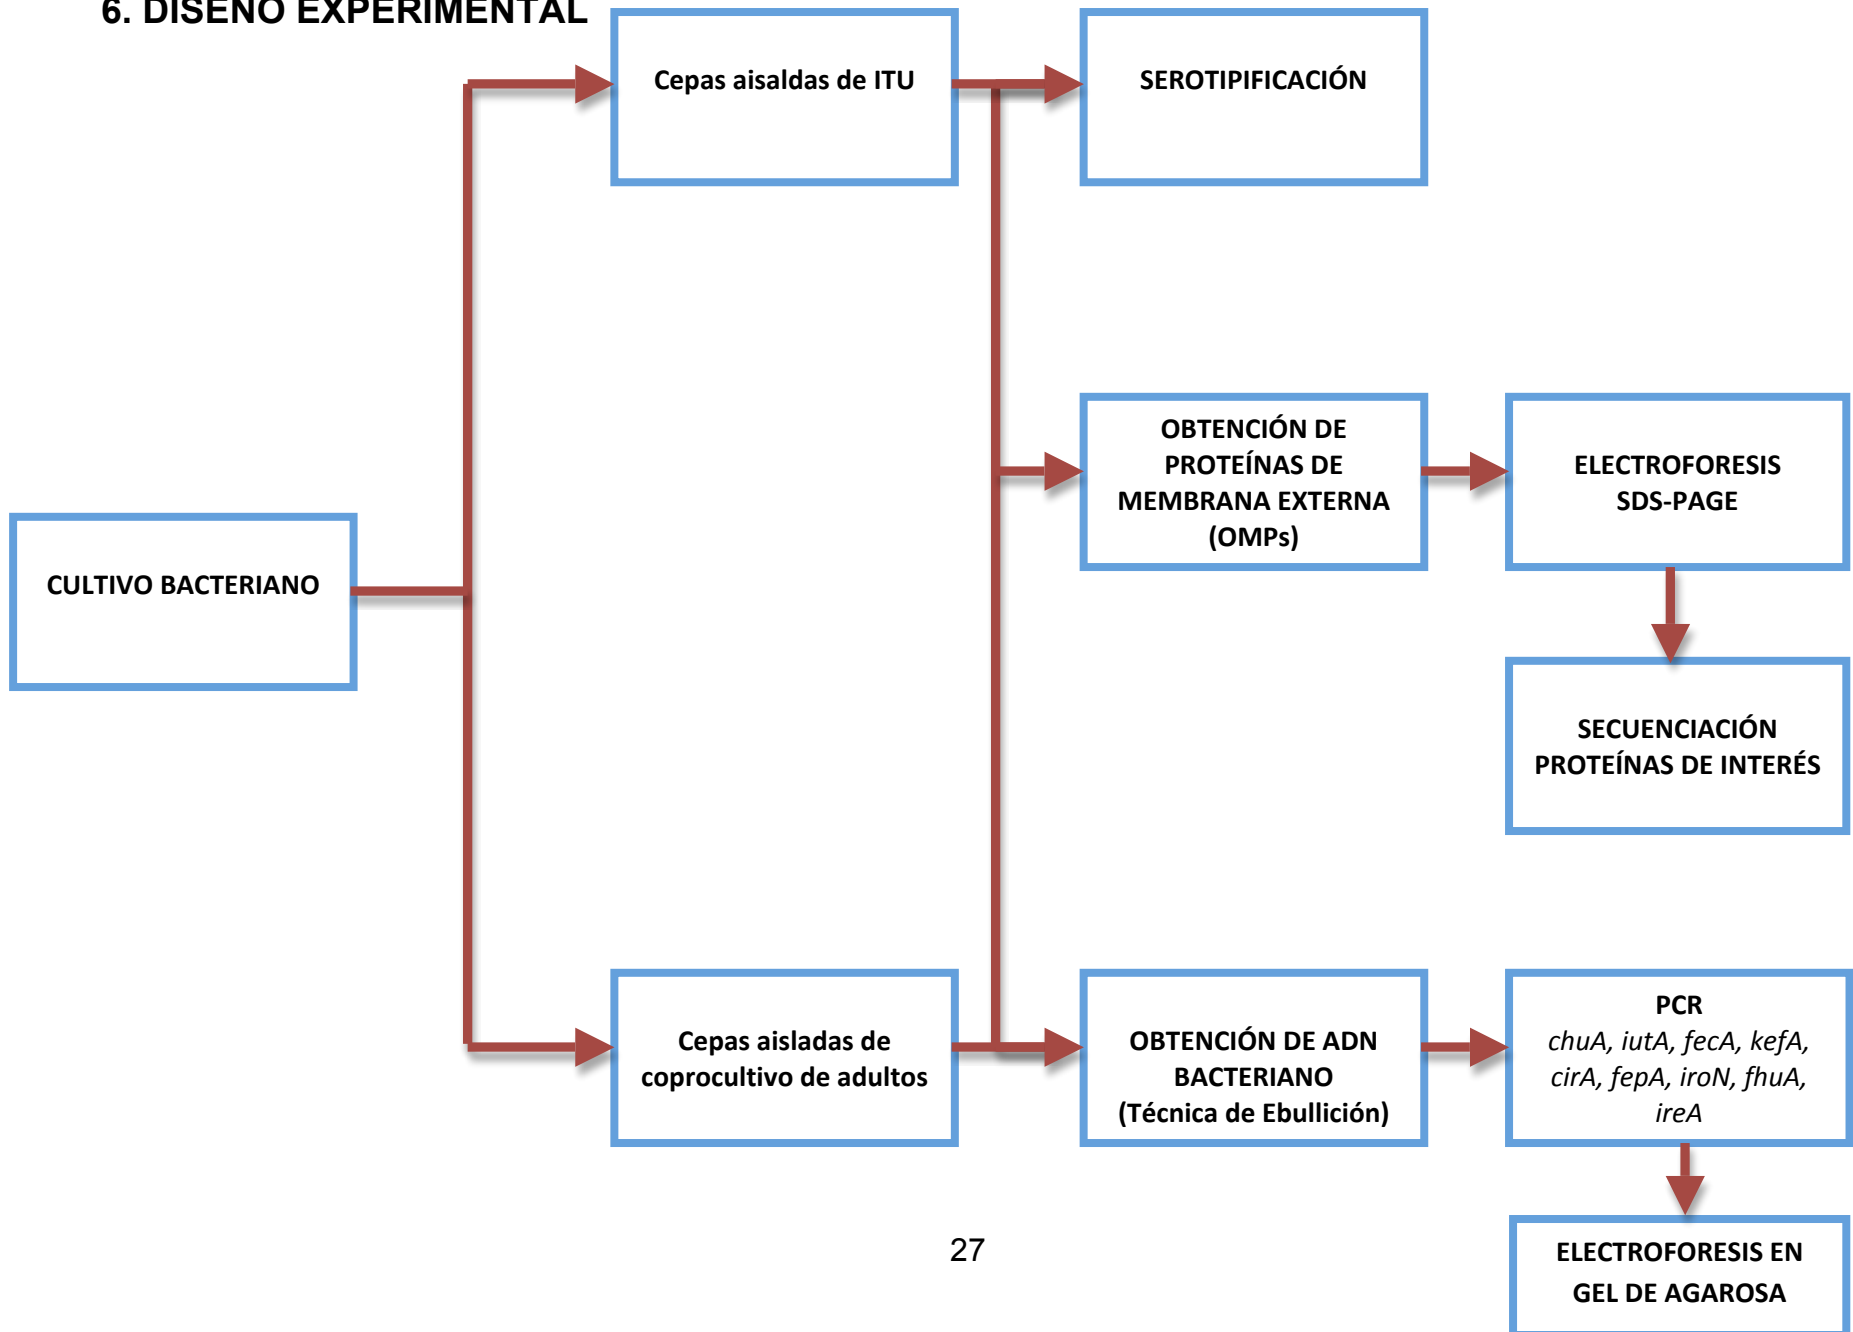 6. DISEÑO EXPERIMENTAL
Cepas aisaldas de ITU
SEROTIPIFICACIÓN
OBTENCIÓN DE
PROTEÍNAS DE
MEMBRANA EXTERNA
(OMPs)
ELECTROFORESIS
SDS-PAGE
CULTIVO BACTERIANO
SECUENCIACIÓN
PROTEÍNAS DE INTERÉS
Cepas aisladas de
coprocultivo de adultos
OBTENCIÓN DE ADN
BACTERIANO
(Técnica de Ebullición)
PCR
chuA, iutA, fecA, kefA,
cirA, fepA, iroN, fhuA,
ireA
ELECTROFORESIS EN
GEL DE AGAROSA
27